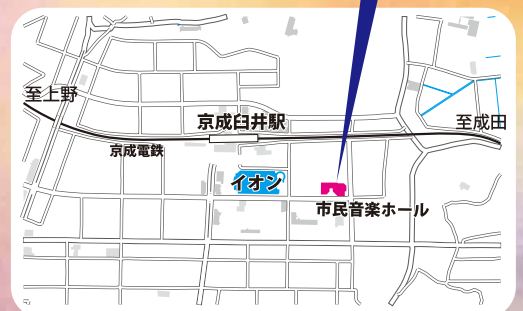 至上野
京成臼井駅
至成田
京成電鉄
イオン
市民音楽ホール